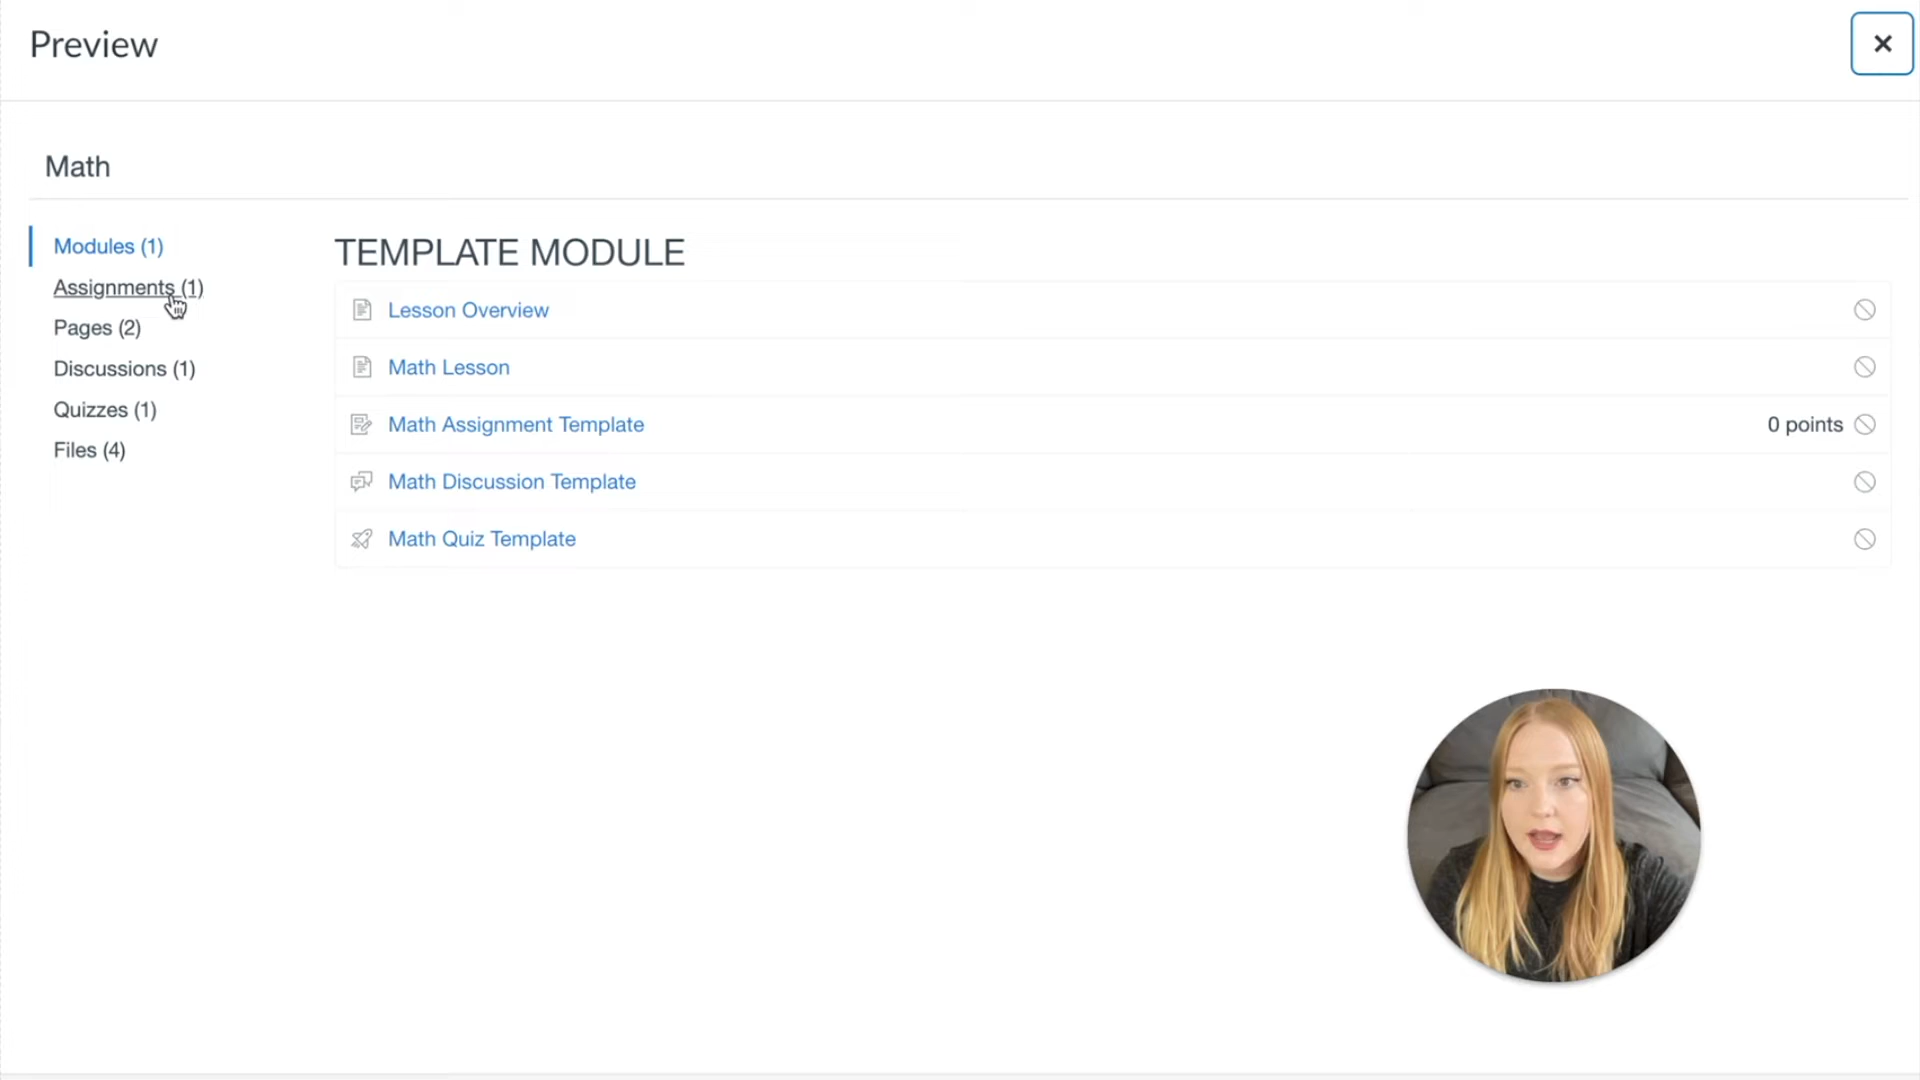 Preview
Math
Modules (1)
Assignments (1)
Pages (2)
Discussions (1)
Quizzes (1)
Files (4)
TEMPLATE MODULE
Lesson Overview
Math Lesson
Math Assignment Template
0 points
Math Discussion Template
Math Quiz Template